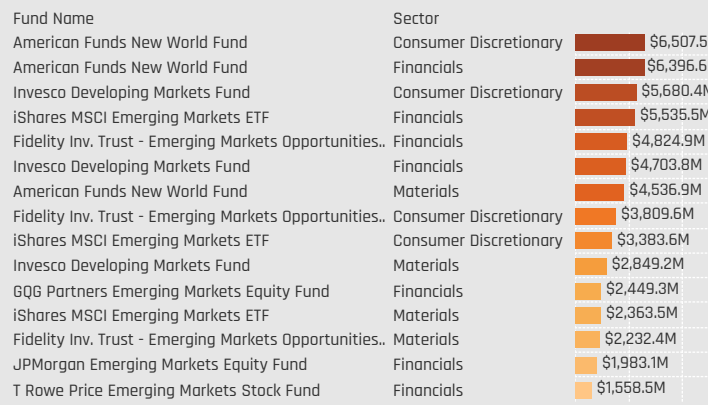 Fund Name Sector
American Funds New World Fund Consumer Discretionary $6,507.5
American Funds New World Fund Financials $6,396.6
Invesco Developing Markets Fund Consumer Discretionary $5,680.4M
iShares MSCI Emerging Markets ETF Financials $5,535.5M
Fidelity Inv. Trust - Emerging Markets Opportunities.. Financials $4,824.9M
Invesco Developing Markets Fund Financials $4,703.8M
American Funds New World Fund Materials $4,536.9M
Fidelity Inv. Trust - Emerging Markets Opportunities.. Consumer Discretionary $3,809.6M
iShares MSCI Emerging Markets ETF Consumer Discretionary $3,383.6M
Invesco Developing Markets Fund Materials $2,849.2M
GQG Partners Emerging Markets Equity Fund Financials $2,449.3M
iShares MSCI Emerging Markets ETF Materials $2,363.5M
Fidelity Inv. Trust - Emerging Markets Opportunities.. Materials $2,232.4M
JPMorgan Emerging Markets Equity Fund Financials $1,983.1M
T Rowe Price Emerging Markets Stock Fund Financials $1,558.5M